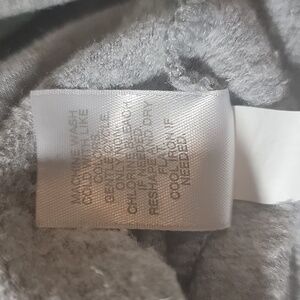 MACHINE WASH
COLD WITH LIKE
COLORS.
GENTLE CYCLE.
ONLY NON-
CHLORINE BLEACH
IF NEEDED.
RESHAPE AND DRY
FLAT.
COOL IRON IF
NEEDED.